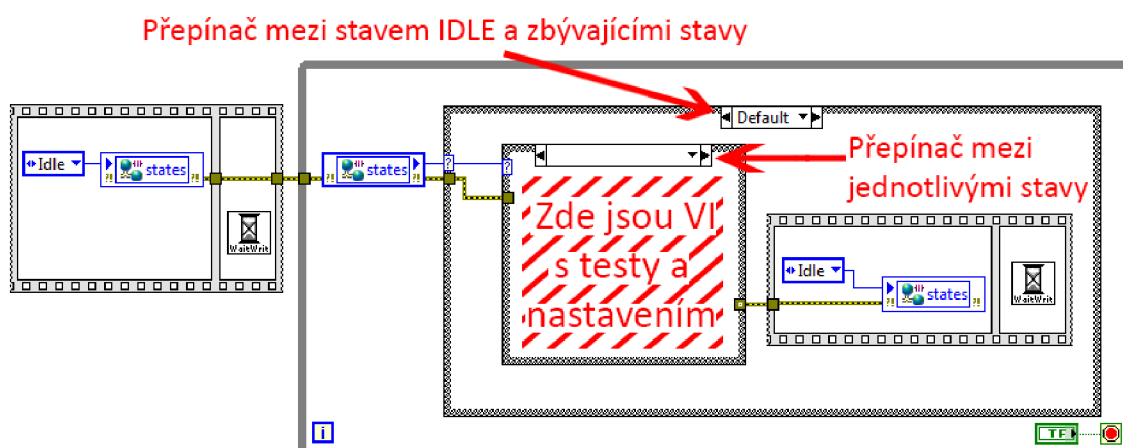 Přepínač mezi stavem IDLE a zbývajícími stavy
Default
Idle
states
WaitWrit
states
Přepínač mezi
jednotlivými stavy
Zde jsou VI
s testy a
nastavením
Idle
states
WaitWrit
i
TF